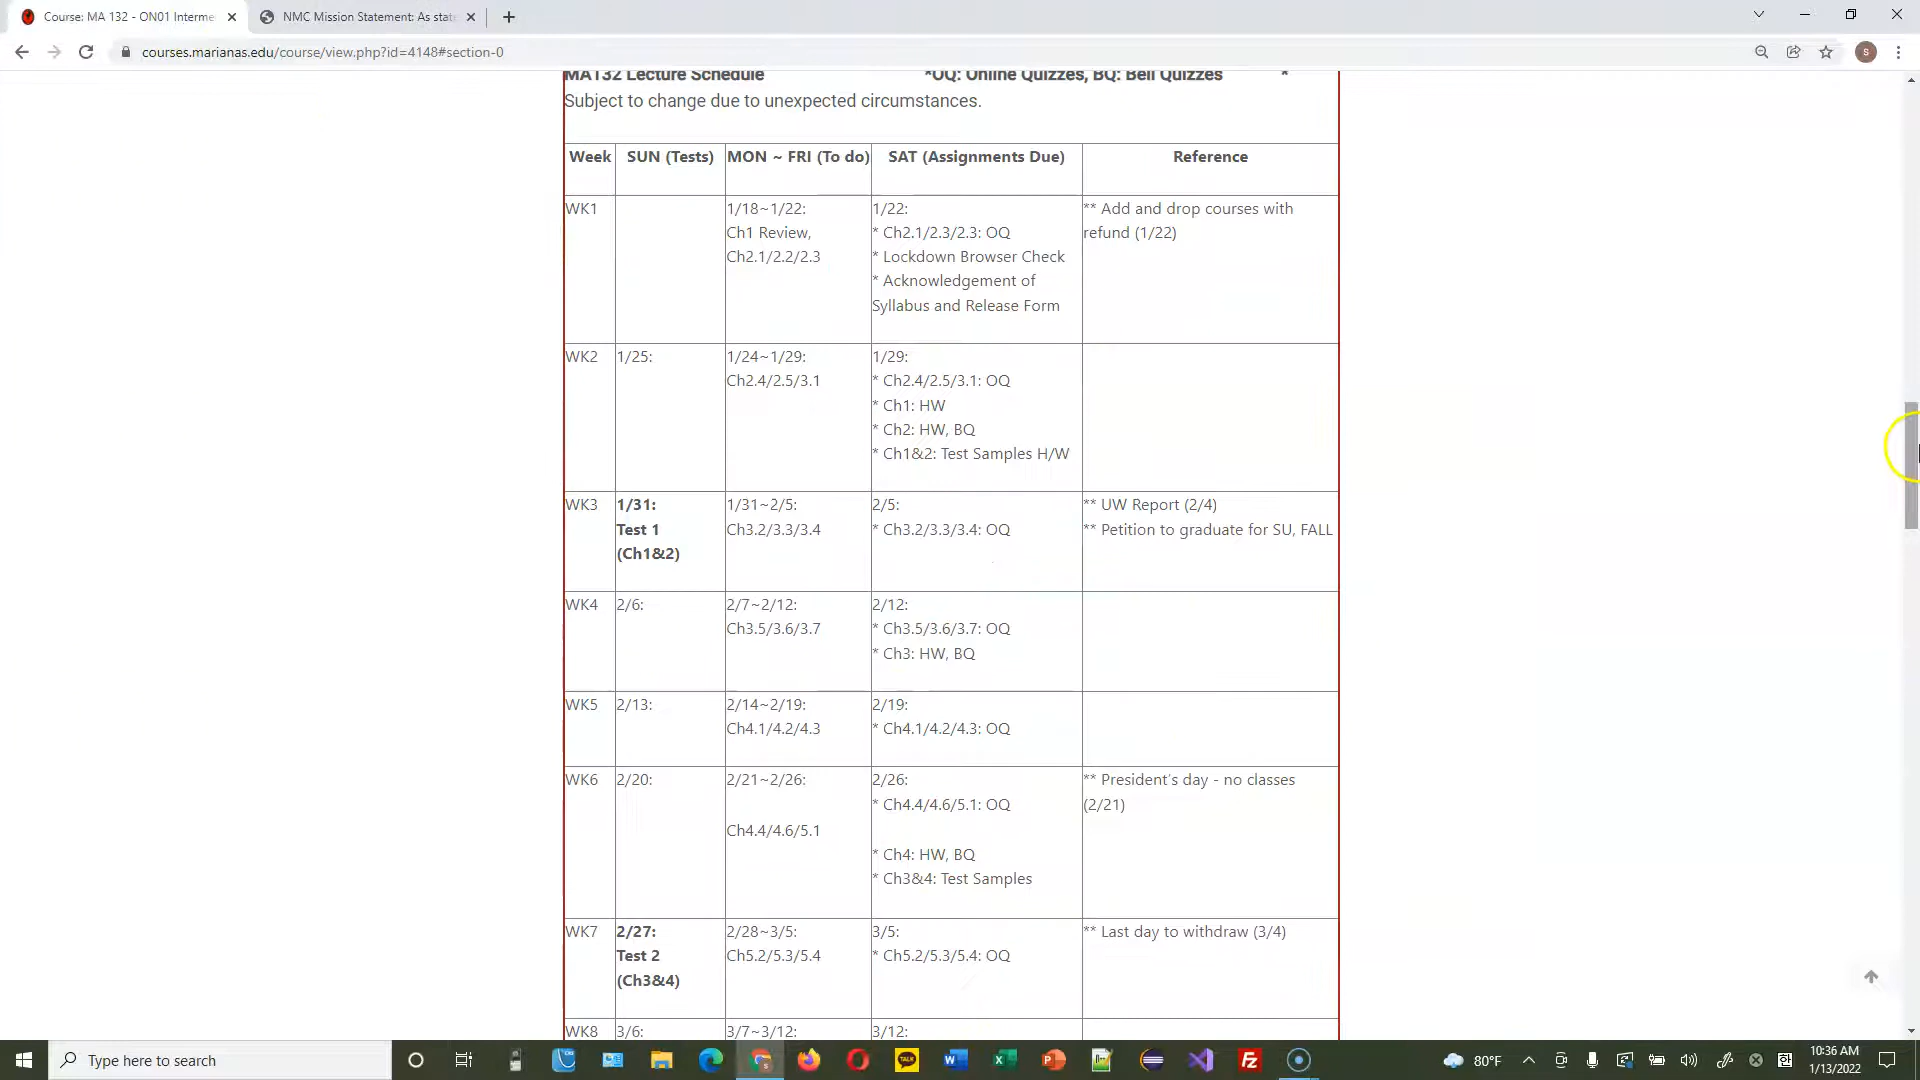 Course: MA 132 - ON01 Interme
NMC Mission Statement: As state
courses.marianas.edu/course/view.php?id=4148#section-0
S
MA132 Lecture Schedule *OQ: Online Quizzes, BQ: Bell Quizzes *
Subject to change due to unexpected circumstances.
Week SUN (Tests) MON ~ FRI (To do) SAT (Assignments Due) Reference
WK1
1/18~1/22:
Ch1 Review,
Ch2.1/2.2/2.3
1/22:
* Ch2.1/2.3/2.3: OQ
* Lockdown Browser Check
* Acknowledgement of
Syllabus and Release Form
** Add and drop courses with
refund (1/22)
WK2
1/25:
1/24~1/29:
Ch2.4/2.5/3.1
1/29:
* Ch2.4/2.5/3.1: OQ
* Ch1: HW
* Ch2: HW, BQ
* Ch1&2: Test Samples H/W
WK3
1/31:
Test 1
(Ch1&2)
1/31~2/5:
Ch3.2/3.3/3.4
2/5:
* Ch3.2/3.3/3.4: OQ
** UW Report (2/4)
** Petition to graduate for SU, FALL
WK4
2/6:
2/7~2/12:
Ch3.5/3.6/3.7
2/12:
* Ch3.5/3.6/3.7: OQ
* Ch3: HW, BQ
WK5
2/13:
2/14~2/19:
Ch4.1/4.2/4.3
2/19:
* Ch4.1/4.2/4.3: OQ
WK6
2/20:
2/21~2/26:
Ch4.4/4.6/5.1
2/26:
* Ch4.4/4.6/5.1: OQ
* Ch4: HW, BQ
* Ch3&4: Test Samples
** President's day - no classes
(2/21)
WK7
2/27:
Test 2
(Ch3&4)
2/28~3/5:
Ch5.2/5.3/5.4
3/5:
* Ch5.2/5.3/5.4: OQ
** Last day to withdraw (3/4)
WK8
3/6:
3/7~3/12:
3/12:
Type here to search
TALK
80°F
10:36 AM
1/13/2022